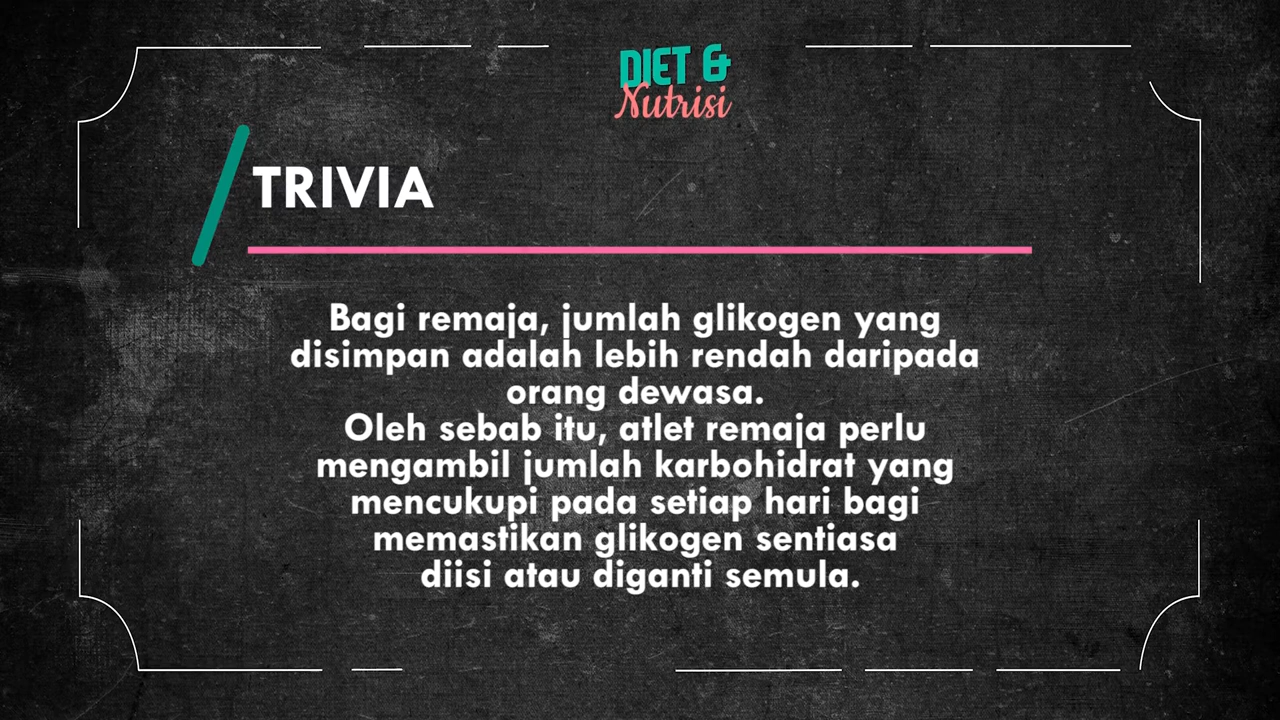 DIET &
Nutrisi
TRIVIA
Bagi remaja, jumlah glikogen yang
disimpan adalah lebih rendah daripada
orang dewasa.
Oleh sebab itu, atlet remaja perlu
mengambil jumlah karbohidrat yang
mencukupi pada setiap hari bagi
memastikan glikogen sentiasa
diisi atau diganti semula.